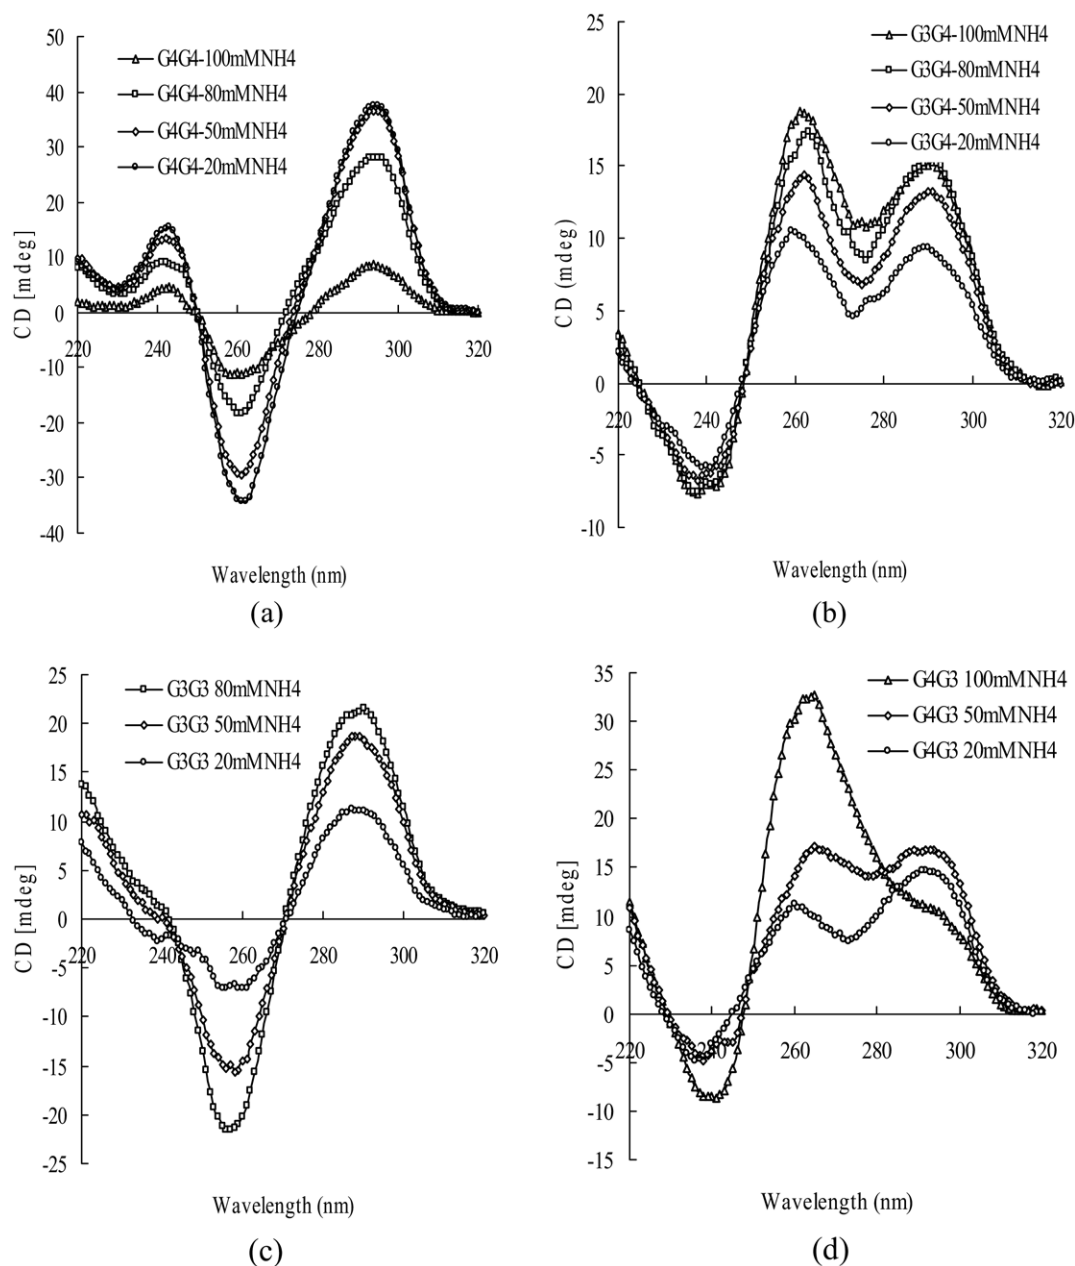 50
40
30
20
10
0
-10
-20
-30
-40
CD [mdeg]
G4G4-100mMNH4
G4G4-80mMNH4
G4G4-50mMNH4
G4G4-20mMNH4
220 240 260 280 300 320
Wavelength (nm)
(a)
25
20
15
10
5
0
-5
-10
CD (mdeg)
G3G4-100mMNH4
G3G4-80mMNH4
G3G4-50mMNH4
G3G4-20mMNH4
220 240 260 280 300 320
Wavelength (nm)
(b)
25
20
15
10
5
0
-5
-10
-15
-20
-25
CD [mdeg]
G3G3 80mMNH4
G3G3 50mMNH4
G3G3 20mMNH4
220 240 260 280 300 320
Wavelength (nm)
(c)
35
30
25
20
15
10
5
0
-5
-10
-15
CD [mdeg]
G4G3 100mMNH4
G4G3 50mMNH4
G4G3 20mMNH4
220 240 260 280 300 320
Wavelength (nm)
(d)